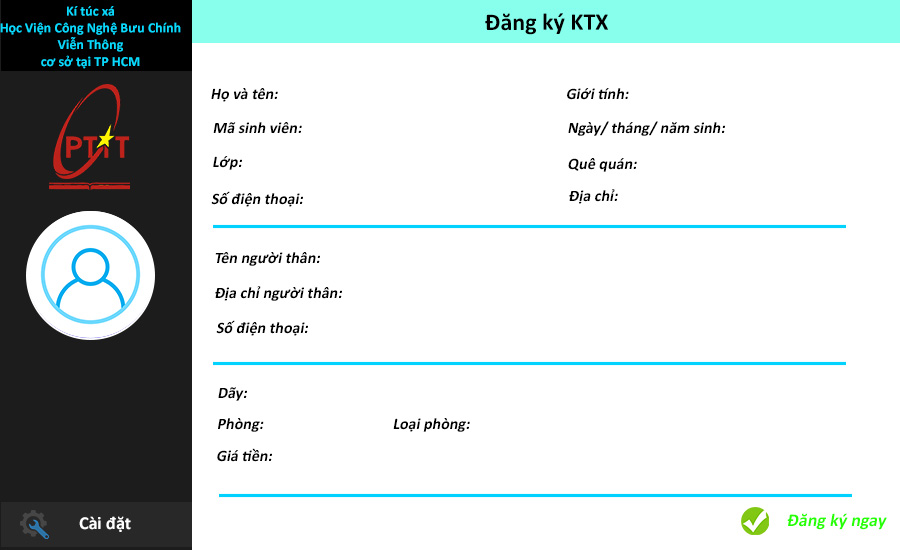 Kí túc xá
Học Viện Công Nghệ Bưu Chính
Viễn Thông
cơ sở tại TP HCM
PTIT
Cài đặt
Đăng ký KTX
Họ và tên:
Giới tính:
Mã sinh viên:
Ngày/ tháng/ năm sinh:
Lớp:
Quê quán:
Số điện thoại:
Địa chỉ:
Tên người thân:
Địa chỉ người thân:
Số điện thoại:
Dãy:
Phòng:
Loại phòng:
Giá tiền:
Đăng ký ngay